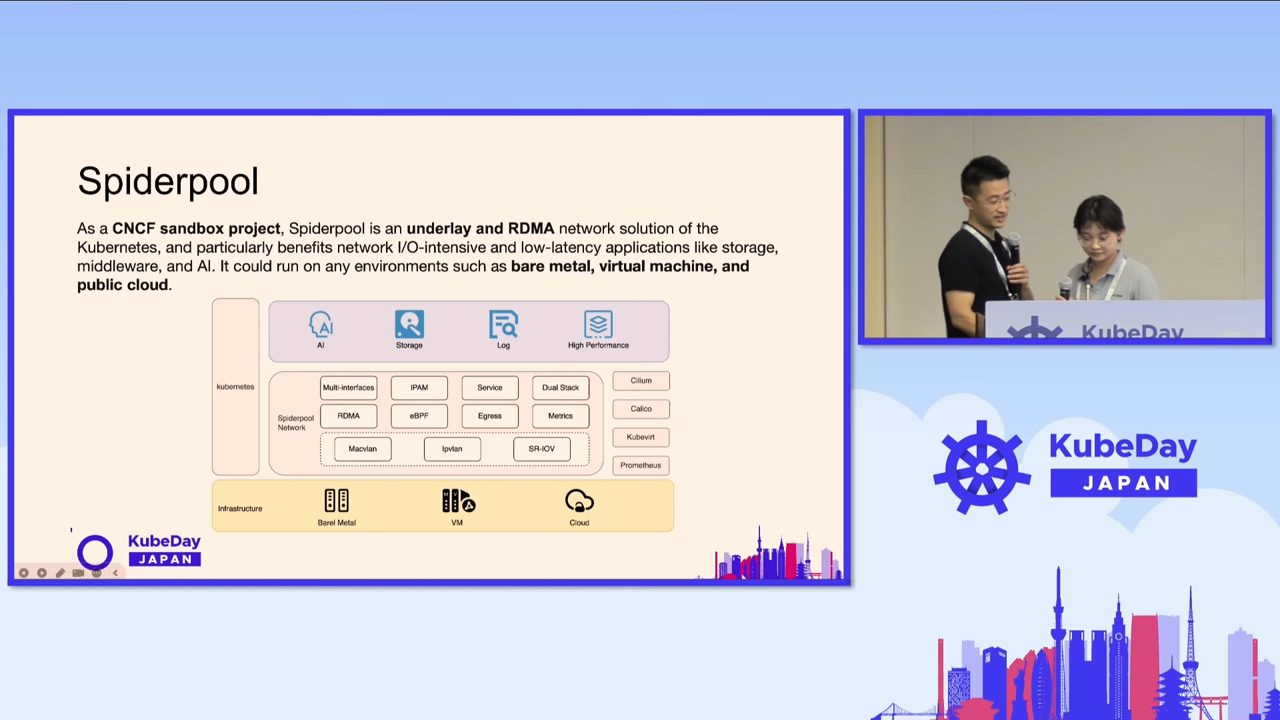 Spiderpool
As a CNCF sandbox project, Spiderpool is an underlay and RDMA network solution of the
Kubernetes, and particularly benefits network I/O-intensive and low-latency applications like storage,
middleware, and AI. It could run on any environments such as bare metal, virtual machine, and
public cloud.
kubernetes
AI
AI
Storage
Log
High Performance
Spiderpool
Network
Multi-interfaces
IPAM
Service
Dual Stack
RDMA
eBPF
Egress
Metrics
Macvlan
Ipvlan
SR-IOV
Cilium
Calico
Kubevirt
Prometheus
Infrastructure
Barel Metal
VM
Cloud
KubeDay
JAPAN
KubeDay
KubeDay
JAPAN